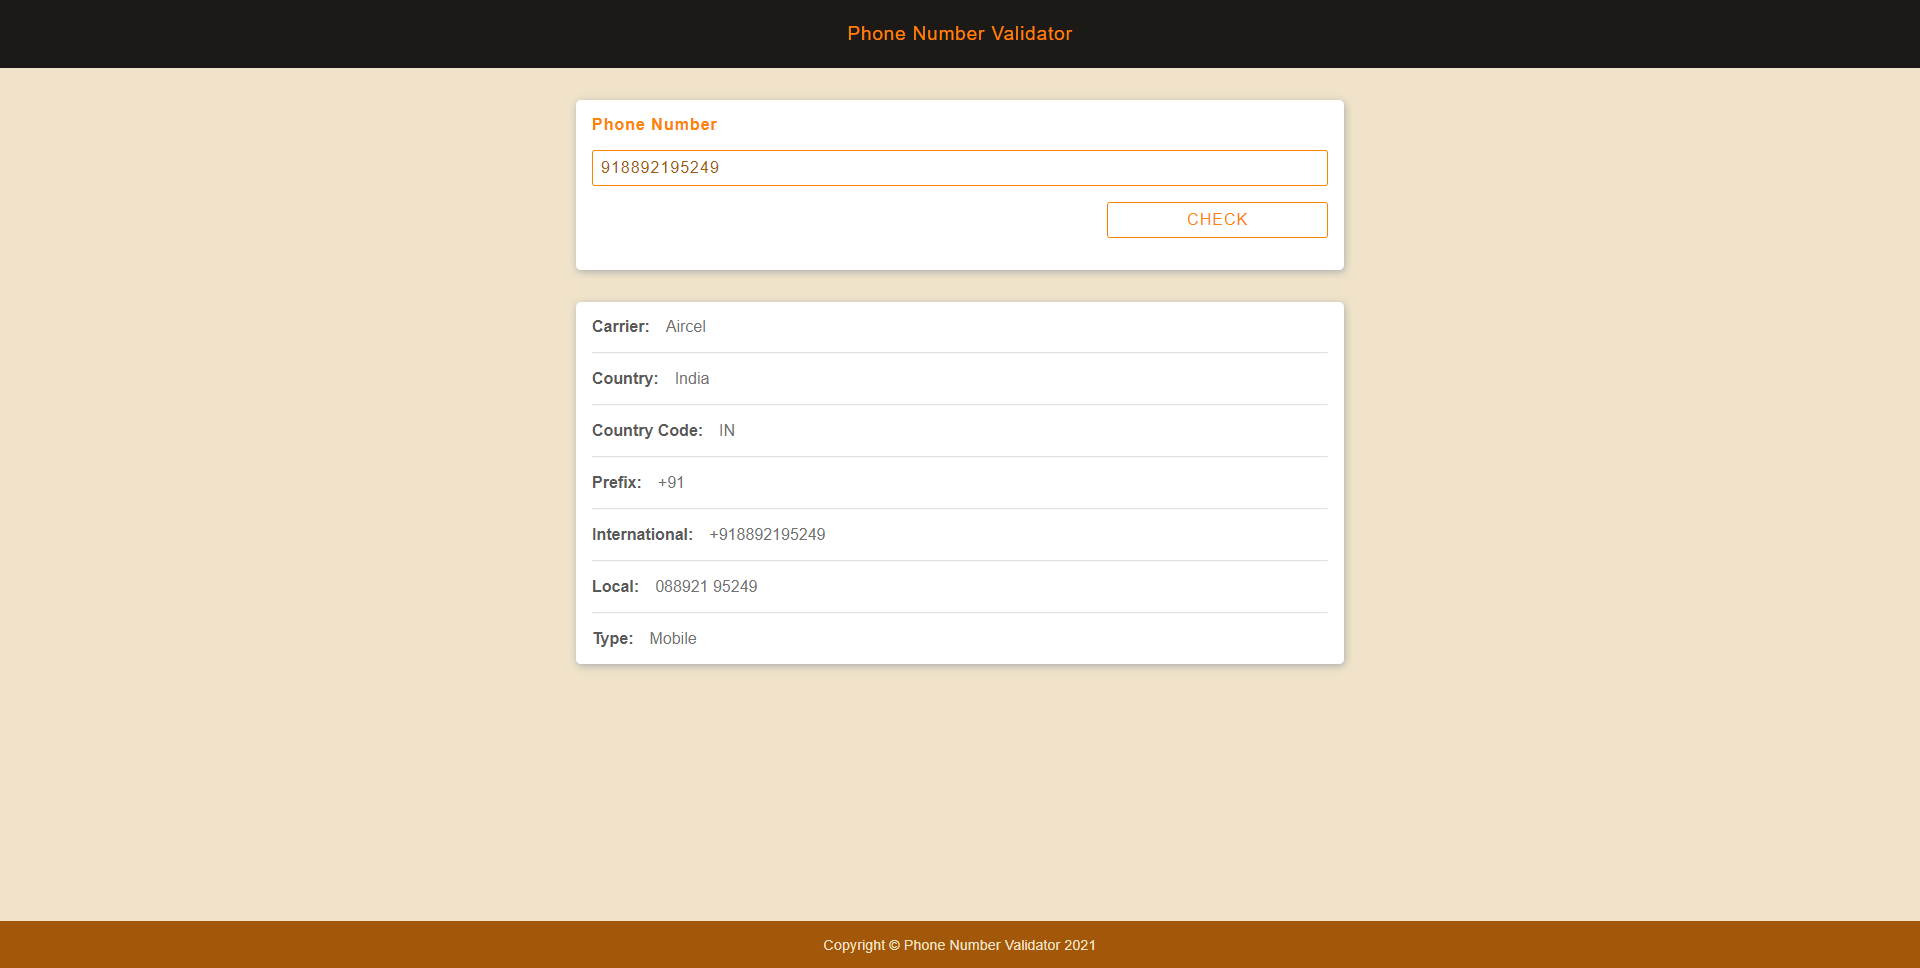 Phone Number Validator
Phone Number
918892195249
CHECK
Carrier: Aircel
Country: India
Country Code: IN
Prefix: +91
International: +918892195249
Local: 088921 95249
Type: Mobile
Copyright © Phone Number Validator 2021